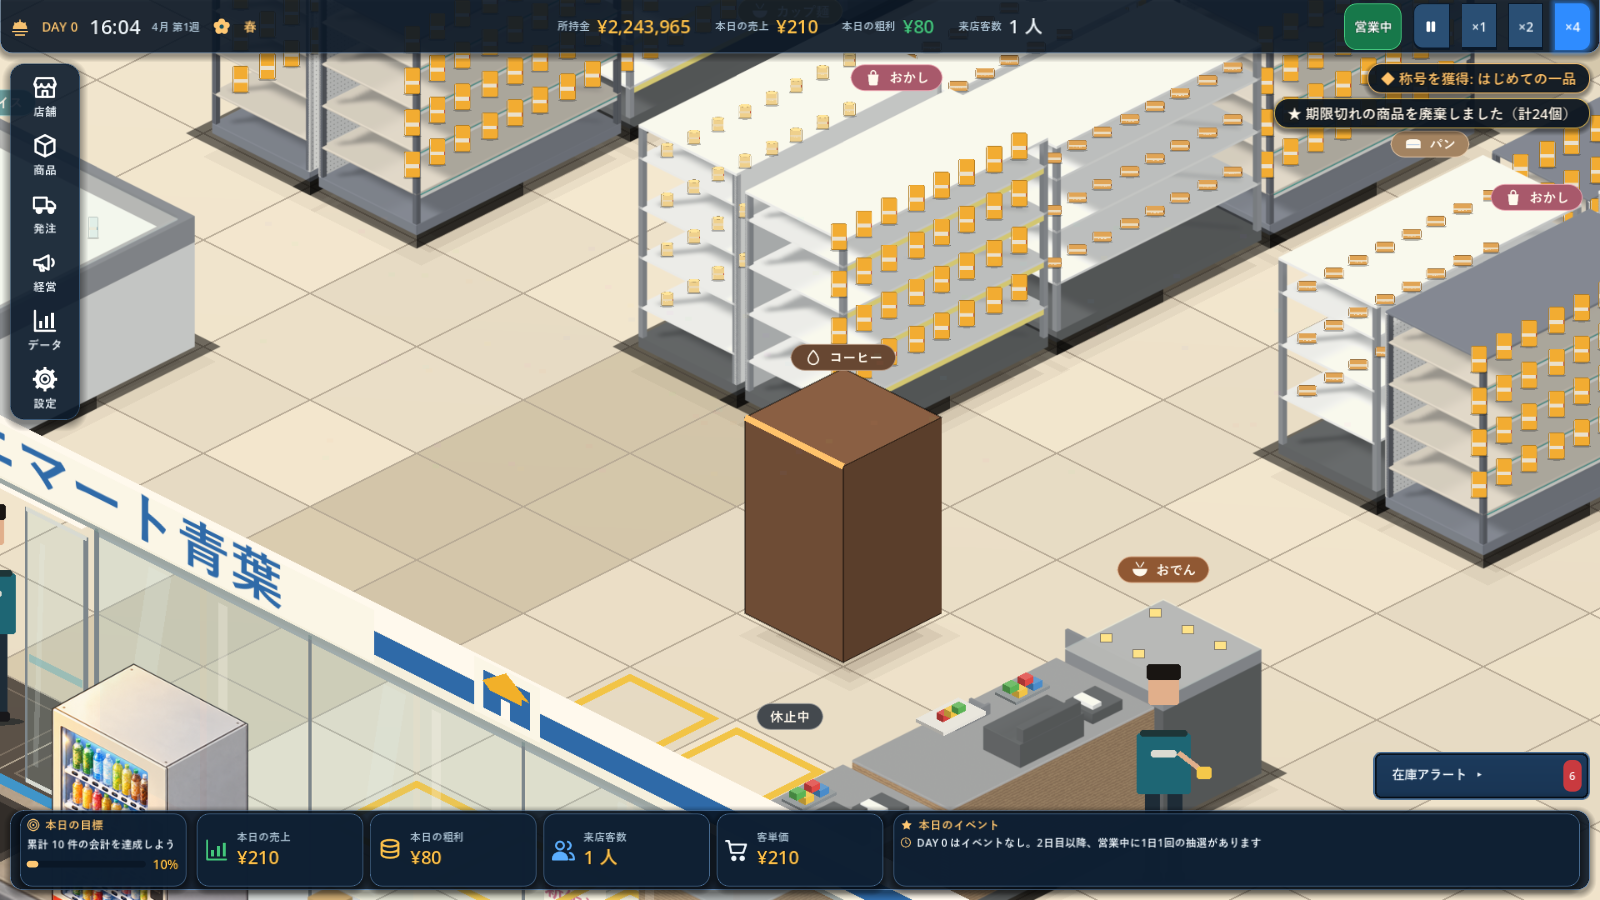 DAY 0 16:04 4月 第1週 春
所持金 ¥2,243,965 本日の売上 ¥210 本日の粗利 ¥80 来店客数 1 人
営業中 ×1 ×2 ×4
おかし
◆ 称号を獲得: はじめての一品
★ 期限切れの商品を廃棄しました（計24個）
パン
おかし
店舗
商品
発注
経営
データ
設定
コーヒー
マート青葉
おでん
休止中
在庫アラート ▸ 6
本日の目標
累計 10 件の会計を達成しよう
10%
本日の売上
¥210
本日の粗利
¥80
来店客数
1 人
客単価
¥210
本日のイベント
DAY 0 はイベントなし。2日目以降、営業中に1日1回の抽選があります